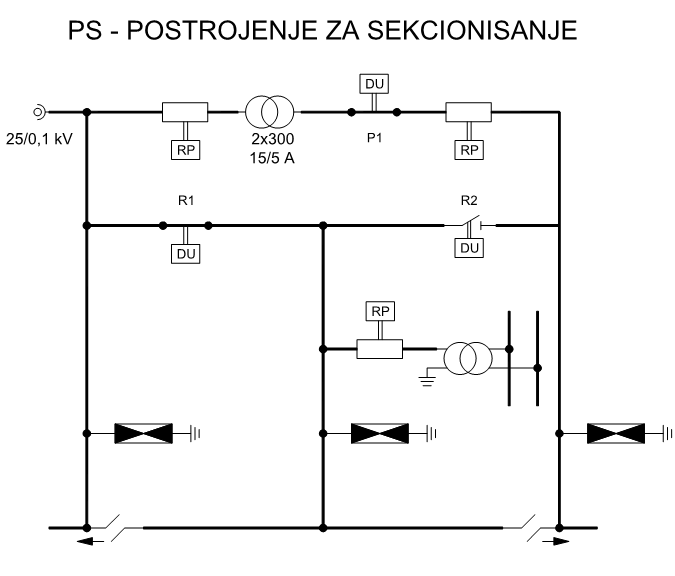 PS - POSTROJENJE ZA SEKCIONISANJE
DU
25/0,1 kV
RP
2x300
15/5 A
P1
RP
R1
R2
DU
DU
RP